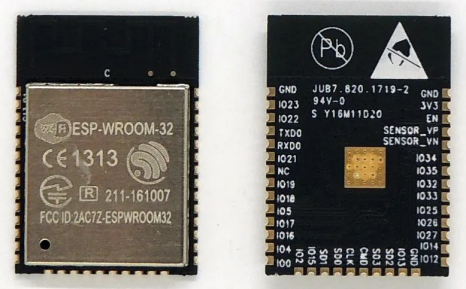 C
ESP-WROOM-32
CE1313
R 211-161007
FCC ID:2AC7Z-ESPWROOM32
Pb
GND JUB7.820.1719-2 GND
IO23 94V-0 3V3
IO22 S Y16M11D20 EN
TXD0 SENSOR_VP
RXD0 SENSOR_VN
IO21 IO34
NC IO35
IO19 IO32
IO18 IO33
IO5 IO25
IO17 IO26
IO16 IO27
IO4 IO14
IO0 IO12
IO2 IO15 SD1 SD0 CLK CMD SD3 SD2 IO13 GND